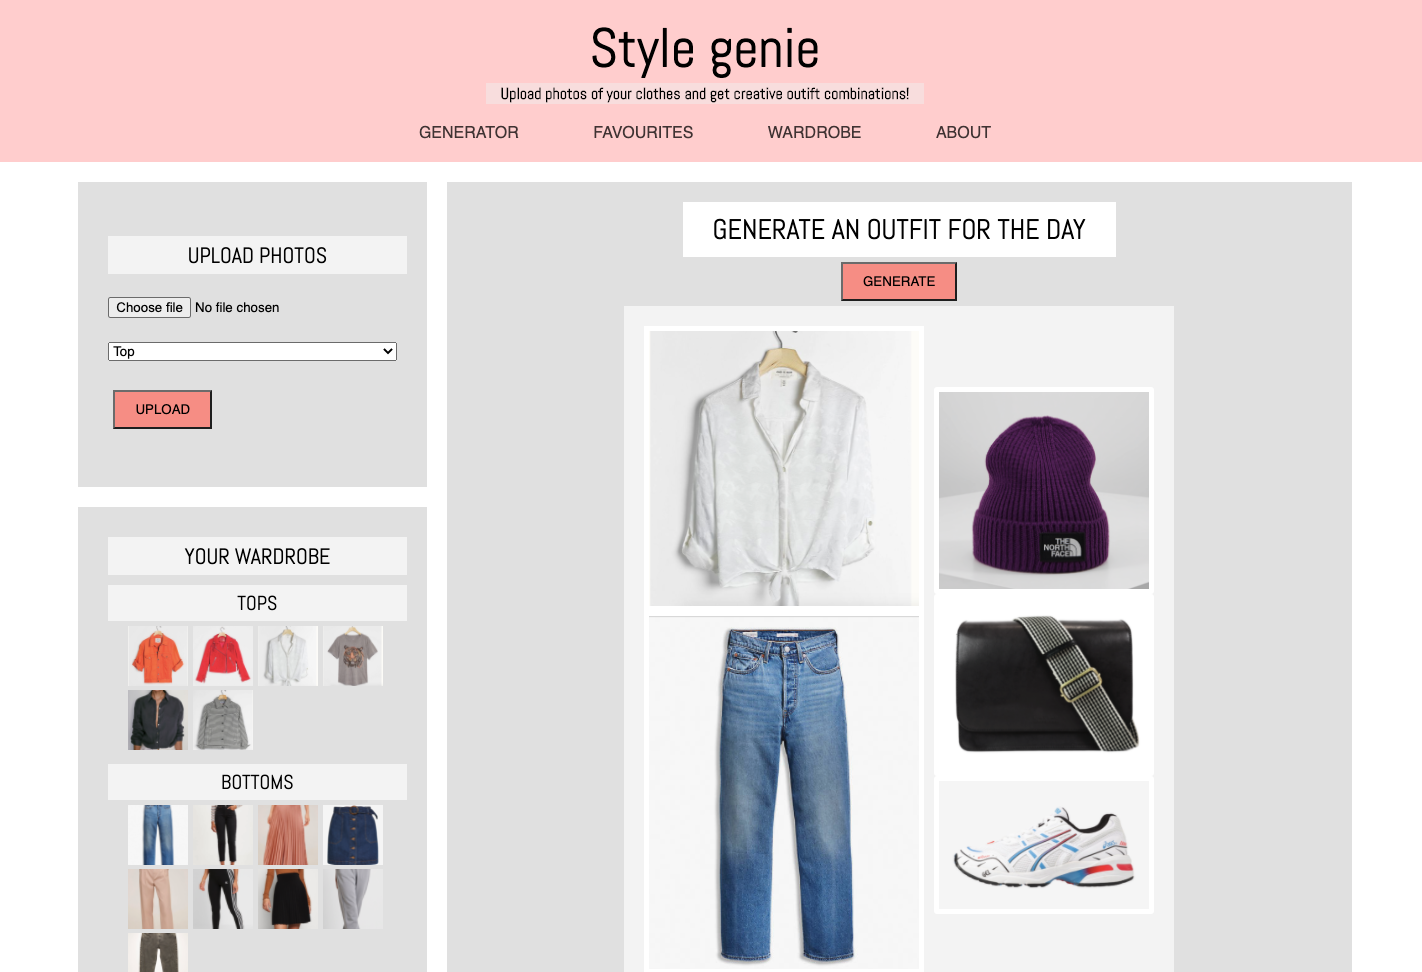 Style genie
Upload photos of your clothes and get creative outift combinations!
GENERATOR FAVOURITES WARDROBE ABOUT
UPLOAD PHOTOS
Choose file No file chosen
Top
UPLOAD
YOUR WARDROBE
TOPS
BOTTOMS
GENERATE AN OUTFIT FOR THE DAY
GENERATE
THE
NORTH
FACE